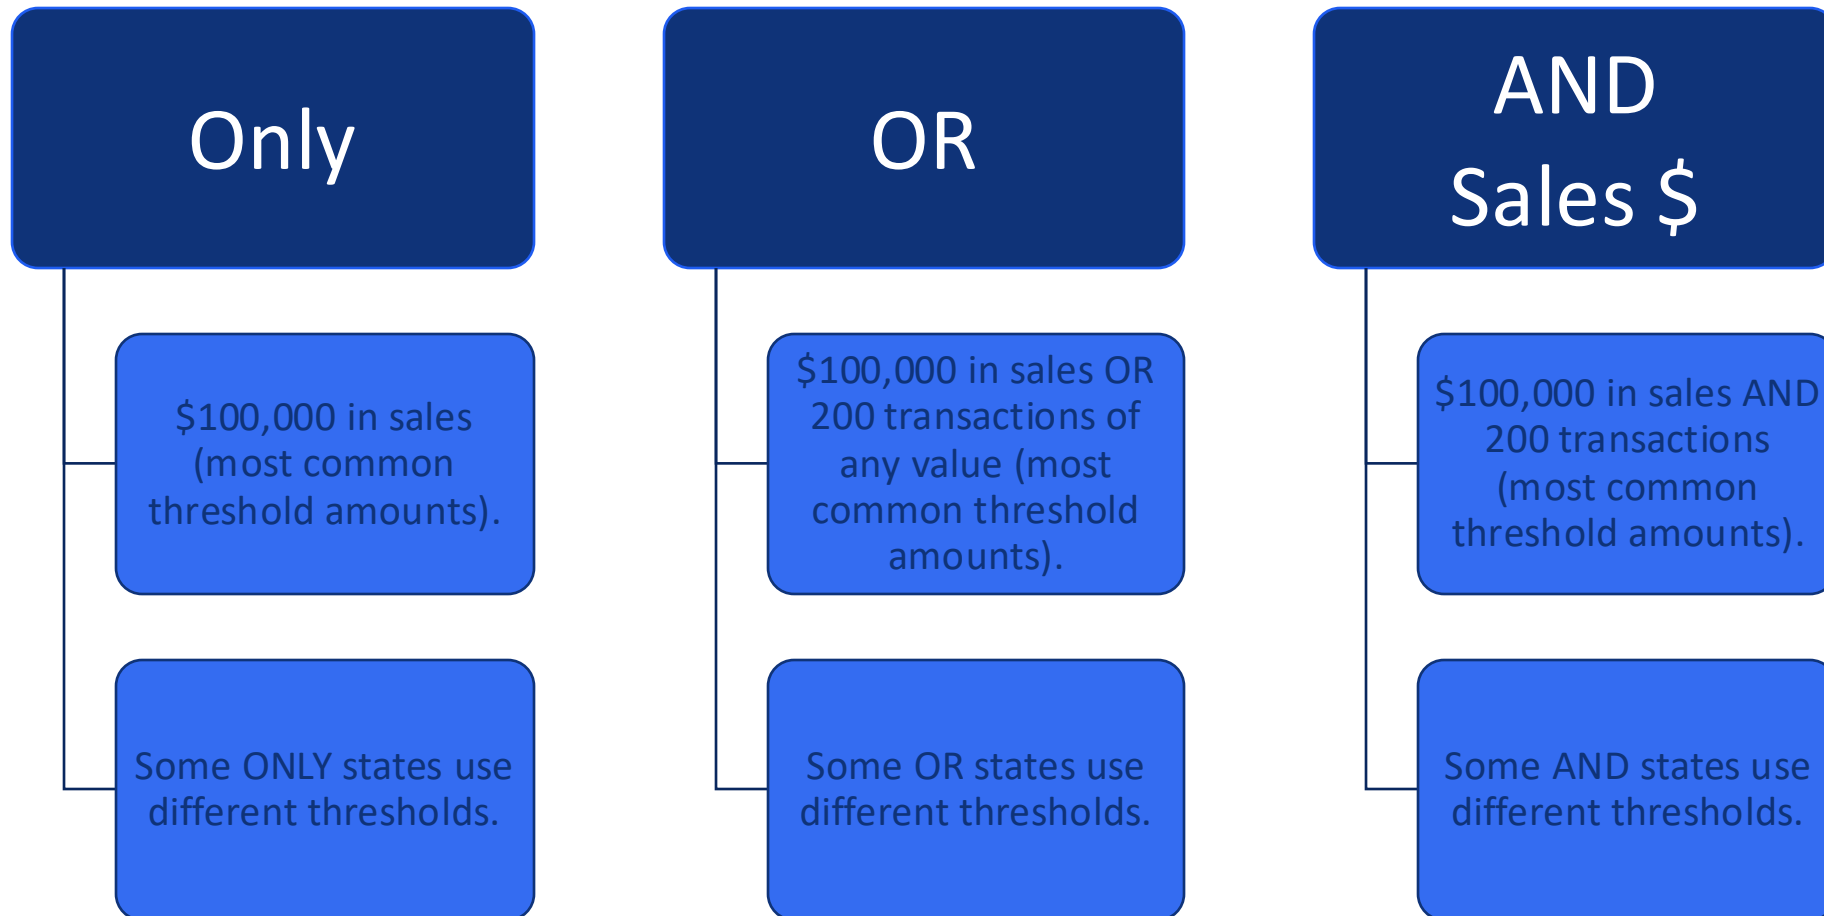 Only
$100,000 in sales
(most common
threshold amounts).
Some ONLY states use
different thresholds.
OR
$100,000 in sales OR
200 transactions of
any value (most
common threshold
amounts).
Some OR states use
different thresholds.
AND
Sales $
$100,000 in sales AND
200 transactions
(most common
threshold amounts).
Some AND states use
different thresholds.